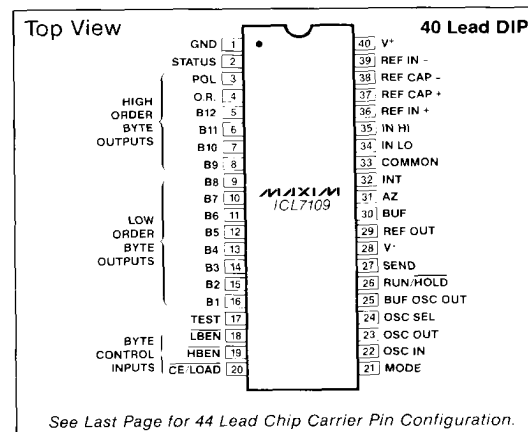 Top View
40 Lead DIP
GND 1
STATUS 2
POL 3
O.R. 4
B12 5
B11 6
B10 7
B9 8
B8 9
B7 10
B6 11
B5 12
B4 13
B3 14
B2 15
B1 16
TEST 17
LBEN 18
HBEN 19
CE/LOAD 20
HIGH
ORDER
BYTE
OUTPUTS
LOW
ORDER
BYTE
OUTPUTS
BYTE
CONTROL
INPUTS
MAXIM
ICL7109
40 V+
39 REF IN -
38 REF CAP -
37 REF CAP +
36 REF IN +
35 IN HI
34 IN LO
33 COMMON
32 INT
31 AZ
30 BUF
29 REF OUT
28 V-
27 SEND
26 RUN/HOLD
25 BUF OSC OUT
24 OSC SEL
23 OSC OUT
22 OSC IN
21 MODE
See Last Page for 44 Lead Chip Carrier Pin Configuration.